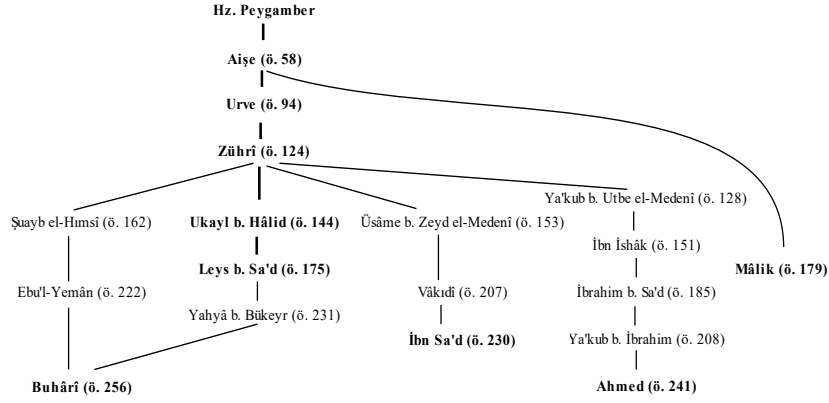 Hz. Peygamber
Aişe (ö. 58)
Urve (ö. 94)
Zührî (ö. 124)
Ya'kub b. Utbe el-Medenî (ö. 128)
Şuayb el-Hımsî (ö. 162)
Ukayl b. Hâlid (ö. 144)
Üsâme b. Zeyd el-Medenî (ö. 153)
İbn İshâk (ö. 151)
Leys b. Sa'd (ö. 175)
Mâlik (ö. 179)
Ebu'l-Yemân (ö. 222)
Vâkıdî (ö. 207)
İbrahim b. Sa'd (ö. 185)
Yahyâ b. Bükeyr (ö. 231)
İbn Sa'd (ö. 230)
Ya'kub b. İbrahim (ö. 208)
Buhârî (ö. 256)
Ahmed (ö. 241)